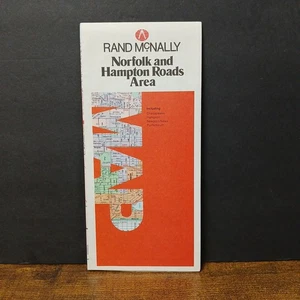 RAND McNALLY
Norfolk and
Hampton Roads
Area
MAP